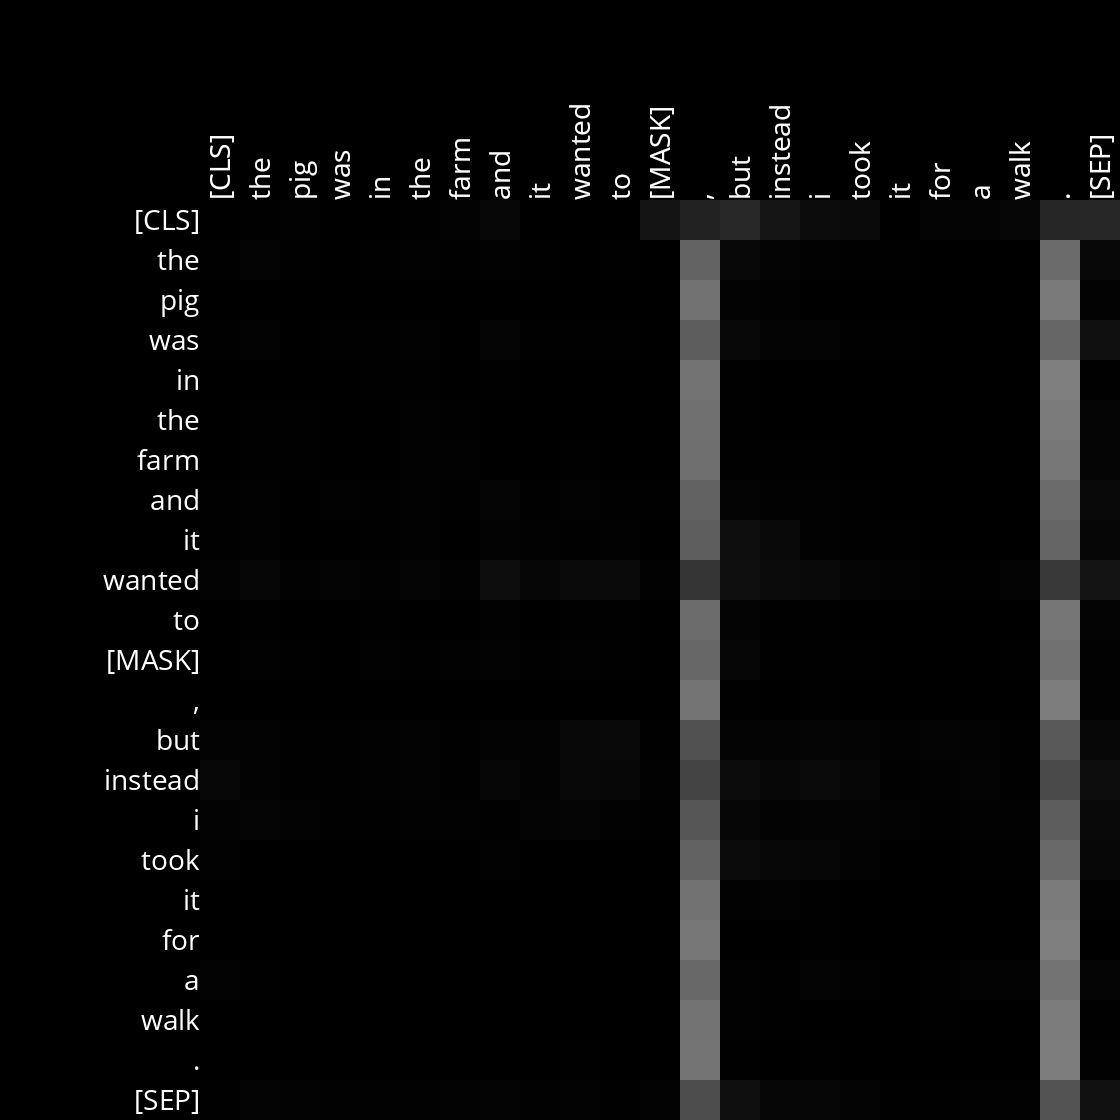 [CLS] the pig was in the farm and it wanted to [MASK] , but instead i took it for a walk . [SEP]
[CLS]
the
pig
was
in
the
farm
and
it
wanted
to
[MASK]
,
but
instead
i
took
it
for
a
walk
.
[SEP]